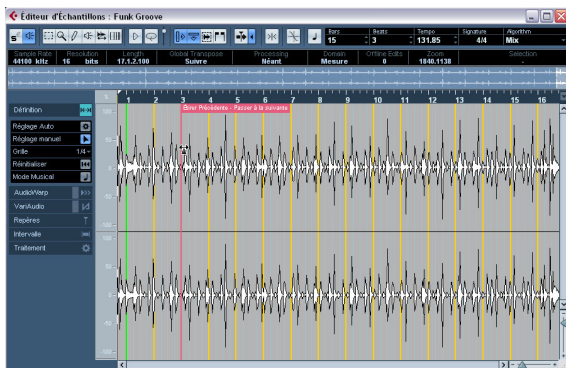 Éditeur d'Échantillons : Funk Groove
Bars Beats Tempo Signature Algorithm
15 3 131.85 4/4 Mix
Sample Rate Resolution Length Global Transpose Processing Domain Offline Edits Zoom Selection
44100 kHz 16 bits 17.1.2.100 Suivre Néant Mesure 0 1840.1138 -
1 2 3 4 5 6 7 8 9 10 11 12 13 14 15 16
Étirer Précédente - Passer à la suivante
Définition
Réglage Auto
Réglage manuel
Grille 1/4
Réinitialiser
Mode Musical
AudioWarp
VariAudio
Repères
Intervalle
Traitement